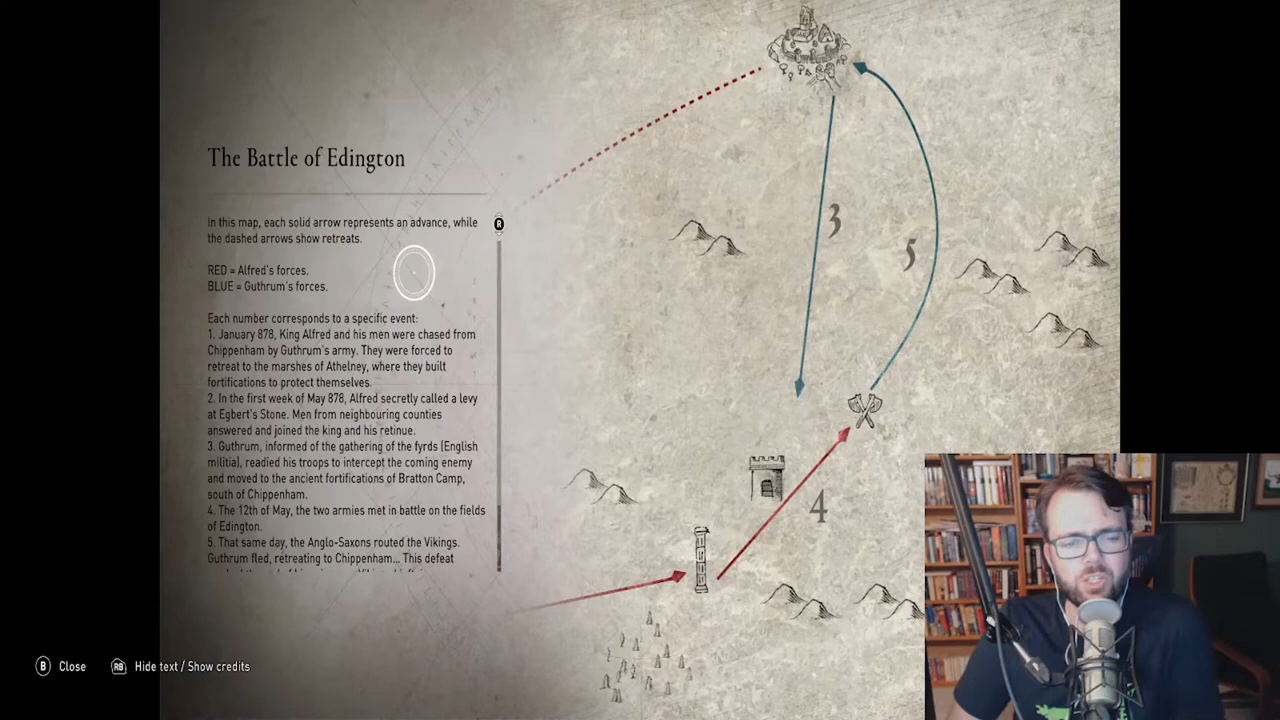 The Battle of Edington
In this map, each solid arrow represents an advance, while
the dashed arrows show retreats.
R
RED = Alfred's forces.
BLUE = Guthrum's forces.
Each number corresponds to a specific event:
1. January 878, King Alfred and his men were chased from
Chippenham by Guthrum's army. They were forced to
retreat to the marshes of Athelney, where they built
fortifications to protect themselves.
2. In the first week of May 878, Alfred secretly called a levy
at Egbert's Stone. Men from neighbouring counties
answered and joined the king and his retinue.
3. Guthrum, informed of the gathering of the fyrds (English
militia), readied his troops to intercept the coming enemy
and moved to the ancient fortifications of Bratton Camp,
south of Chippenham.
4. The 12th of May, the two armies met in battle on the fields
of Edington.
5. That same day, the Anglo-Saxons routed the Vikings.
Guthrum fled, retreating to Chippenham... This defeat
3
5
4
B Close
RB Hide text / Show credits